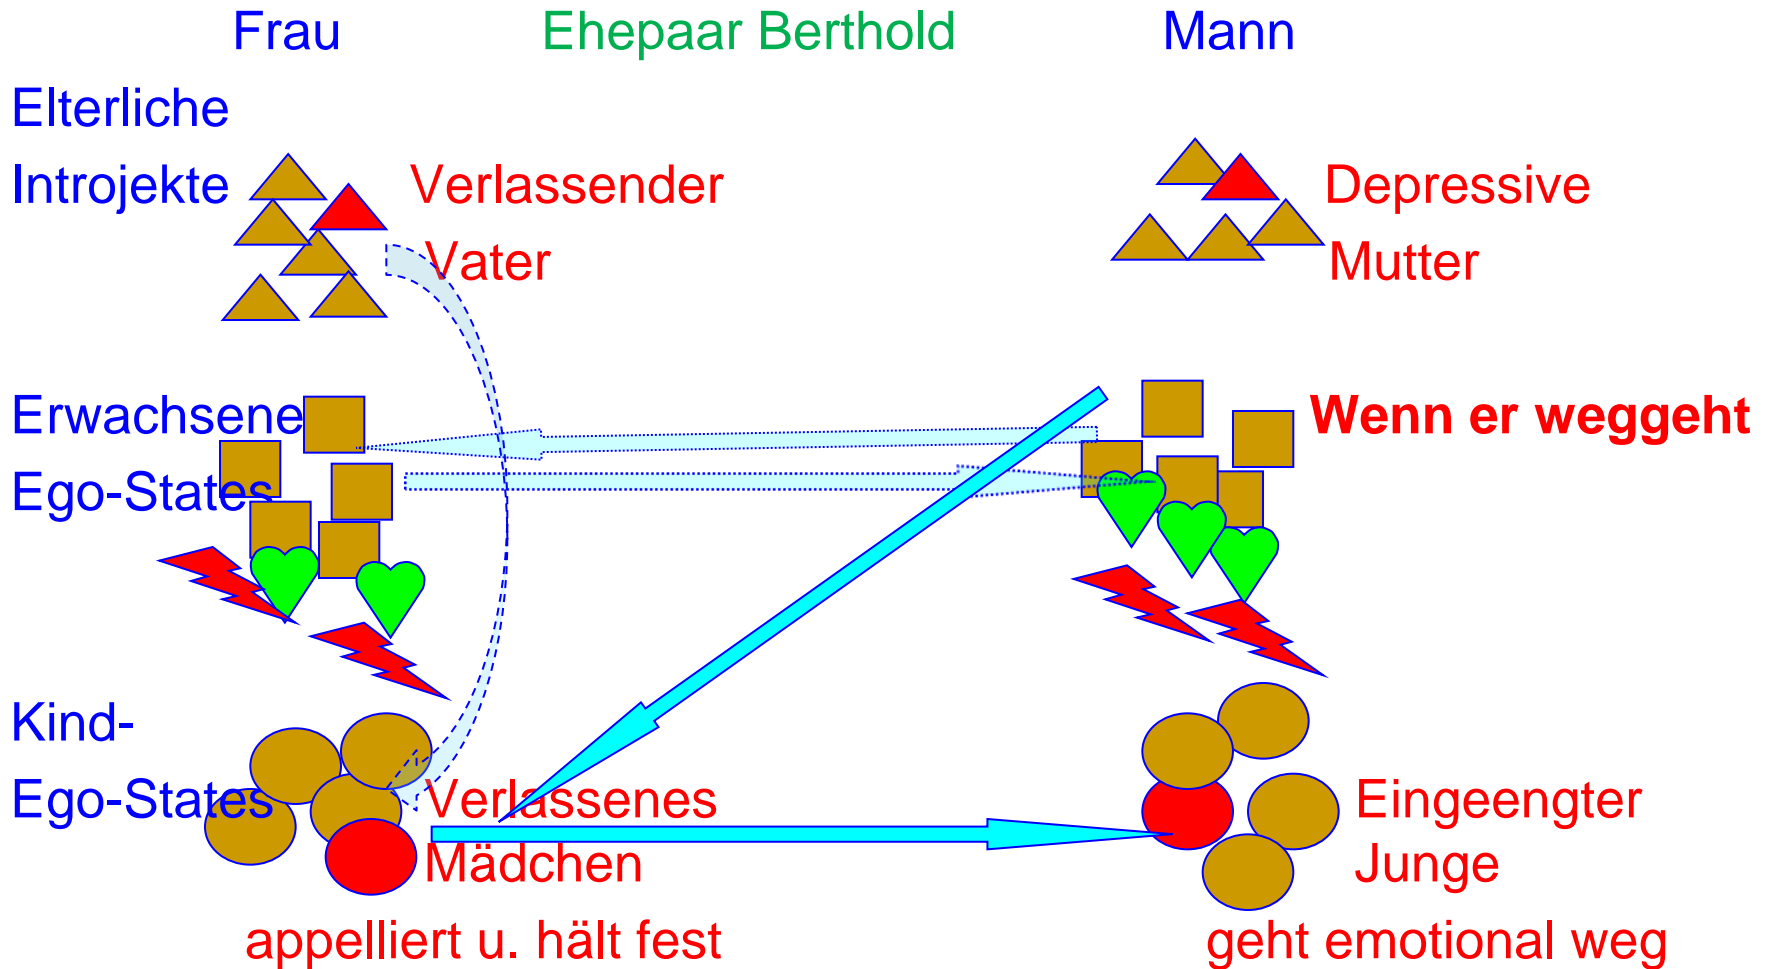 Frau Ehepaar Berthold Mann
Elterliche
Introjekte Verlassender Depressive
Vater Mutter
Erwachsene Wenn er weggeht
Ego-States
Kind-
Ego-States Verlassenes Eingeengter
Mädchen Junge
appelliert u. hält fest geht emotional weg